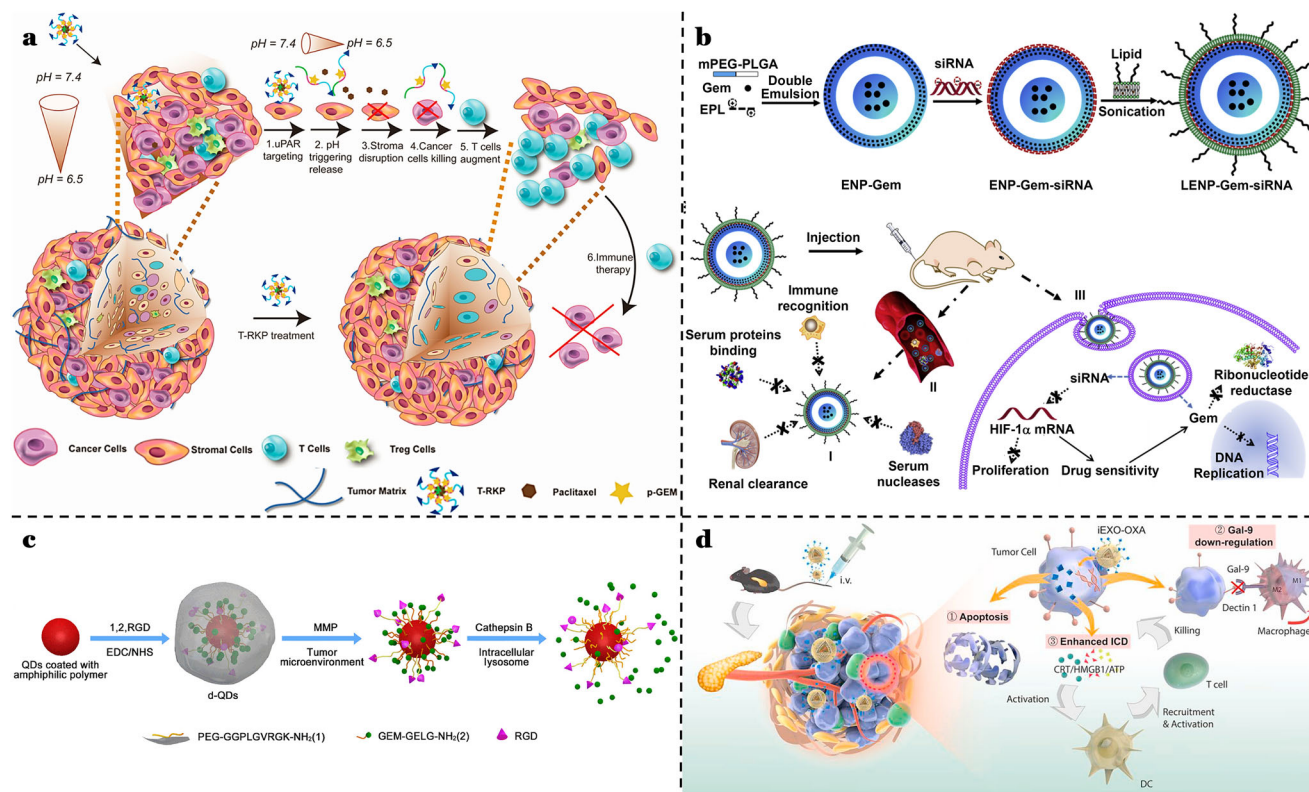 a
pH = 7.4
pH = 6.5
pH = 7.4
pH = 6.5
1.uPAR
targeting
2. pH
triggering
release
3.Stroma
disruption
4.Cancer
cells killing
5. T cells
augment
6.Immune
therapy
T-RKP treatment
Cancer Cells
Stromal Cells
T Cells
Treg Cells
Tumor Matrix
T-RKP
Paclitaxel
p-GEM
b
mPEG-PLGA
Gem
EPL
Double
Emulsion
siRNA
Lipid
Sonication
ENP-Gem
ENP-Gem-siRNA
LENP-Gem-siRNA
Injection
Immune
recognition
Serum proteins
binding
Renal clearance
I
Serum
nucleases
II
III
siRNA
HIF-1α mRNA
Proliferation
Drug sensitivity
Gem
Ribonucleotide
reductase
DNA
Replication
c
QDs coated with
amphiphilic polymer
1,2,RGD
EDC/NHS
d-QDs
MMP
Tumor
microenvironment
Cathepsin B
Intracellular
lysosome
PEG-GGPLGVRGK-NH₂(1)
GEM-GELG-NH₂(2)
RGD
d
i.v.
Tumor Cell
iEXO-OXA
② Gal-9
down-regulation
Gal-9
Dectin 1
M2
M1
Macrophage
① Apoptosis
③ Enhanced ICD
CRT/HMGB1/ATP
Killing
T cell
Activation
Recruitment
& Activation
DC